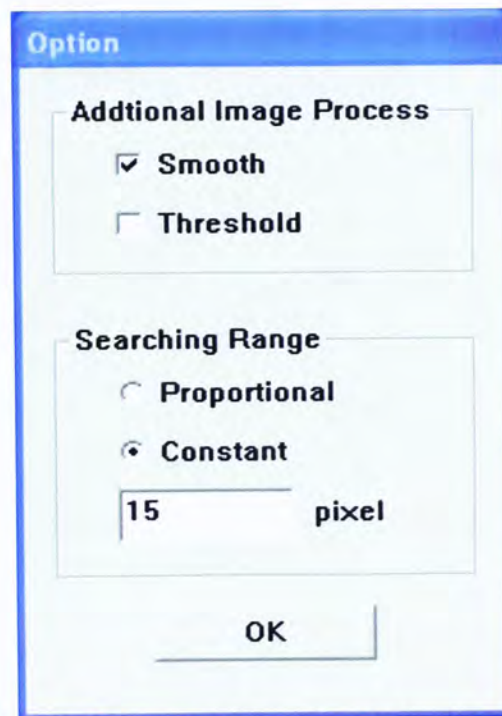 Option
Addtional Image Process
Smooth
Threshold
Searching Range
Proportional
Constant
15 pixel
OK